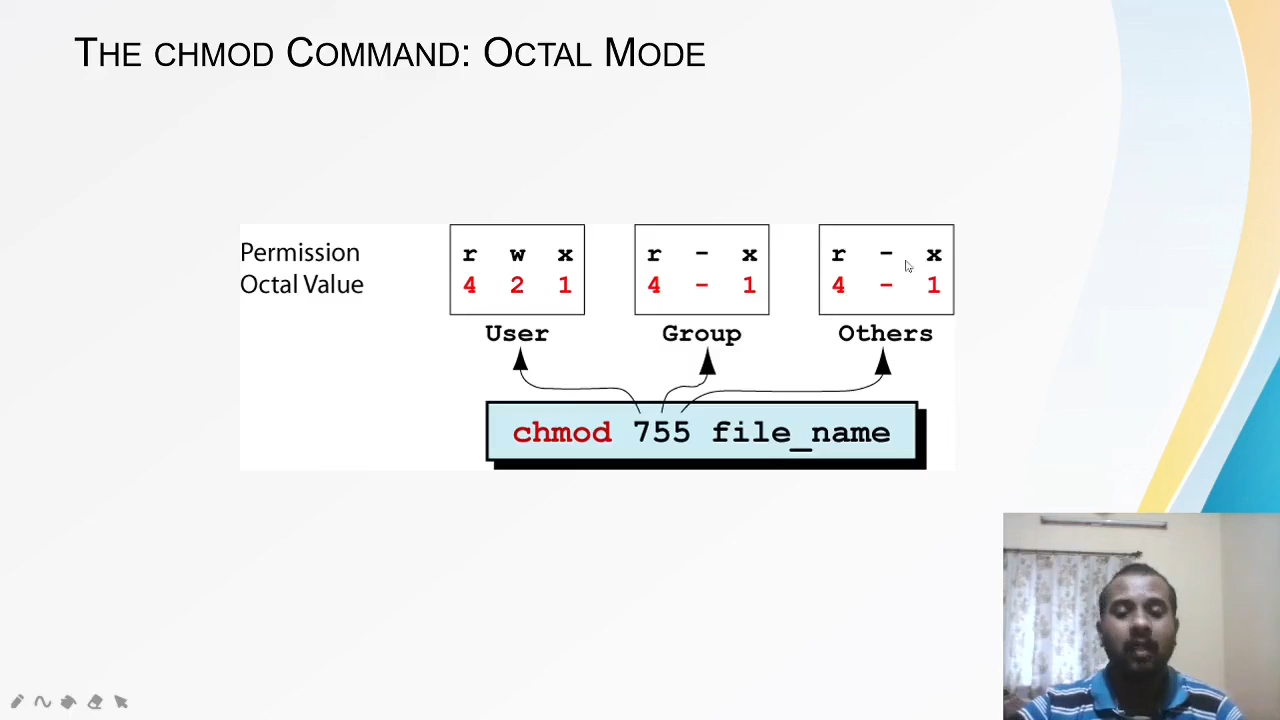 THE CHMOD COMMAND: OCTAL MODE
Permission r w x r - x r - x
Octal Value 4 2 1 4 - 1 4 - 1
User Group Others
chmod 755 file_name